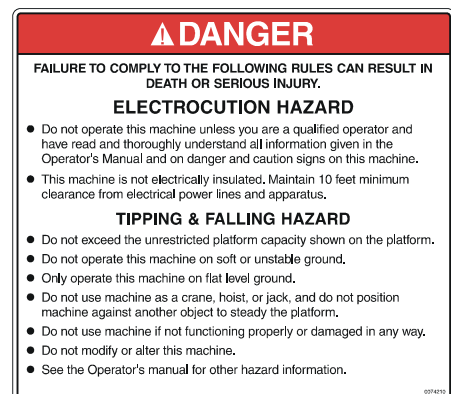 DANGER
FAILURE TO COMPLY TO THE FOLLOWING RULES CAN RESULT IN
DEATH OR SERIOUS INJURY.
ELECTROCUTION HAZARD
● Do not operate this machine unless you are a qualified operator and
have read and thoroughly understand all information given in the
Operator's Manual and on danger and caution signs on this machine.
● This machine is not electrically insulated. Maintain 10 feet minimum
clearance from electrical power lines and apparatus.
TIPPING & FALLING HAZARD
● Do not exceed the unrestricted platform capacity shown on the platform.
● Do not operate this machine on soft or unstable ground.
● Only operate this machine on flat level ground.
● Do not use machine as a crane, hoist, or jack, and do not position
machine against another object to steady the platform.
● Do not use machine if not functioning properly or damaged in any way.
● Do not modify or alter this machine.
● See the Operator's manual for other hazard information.
0074210